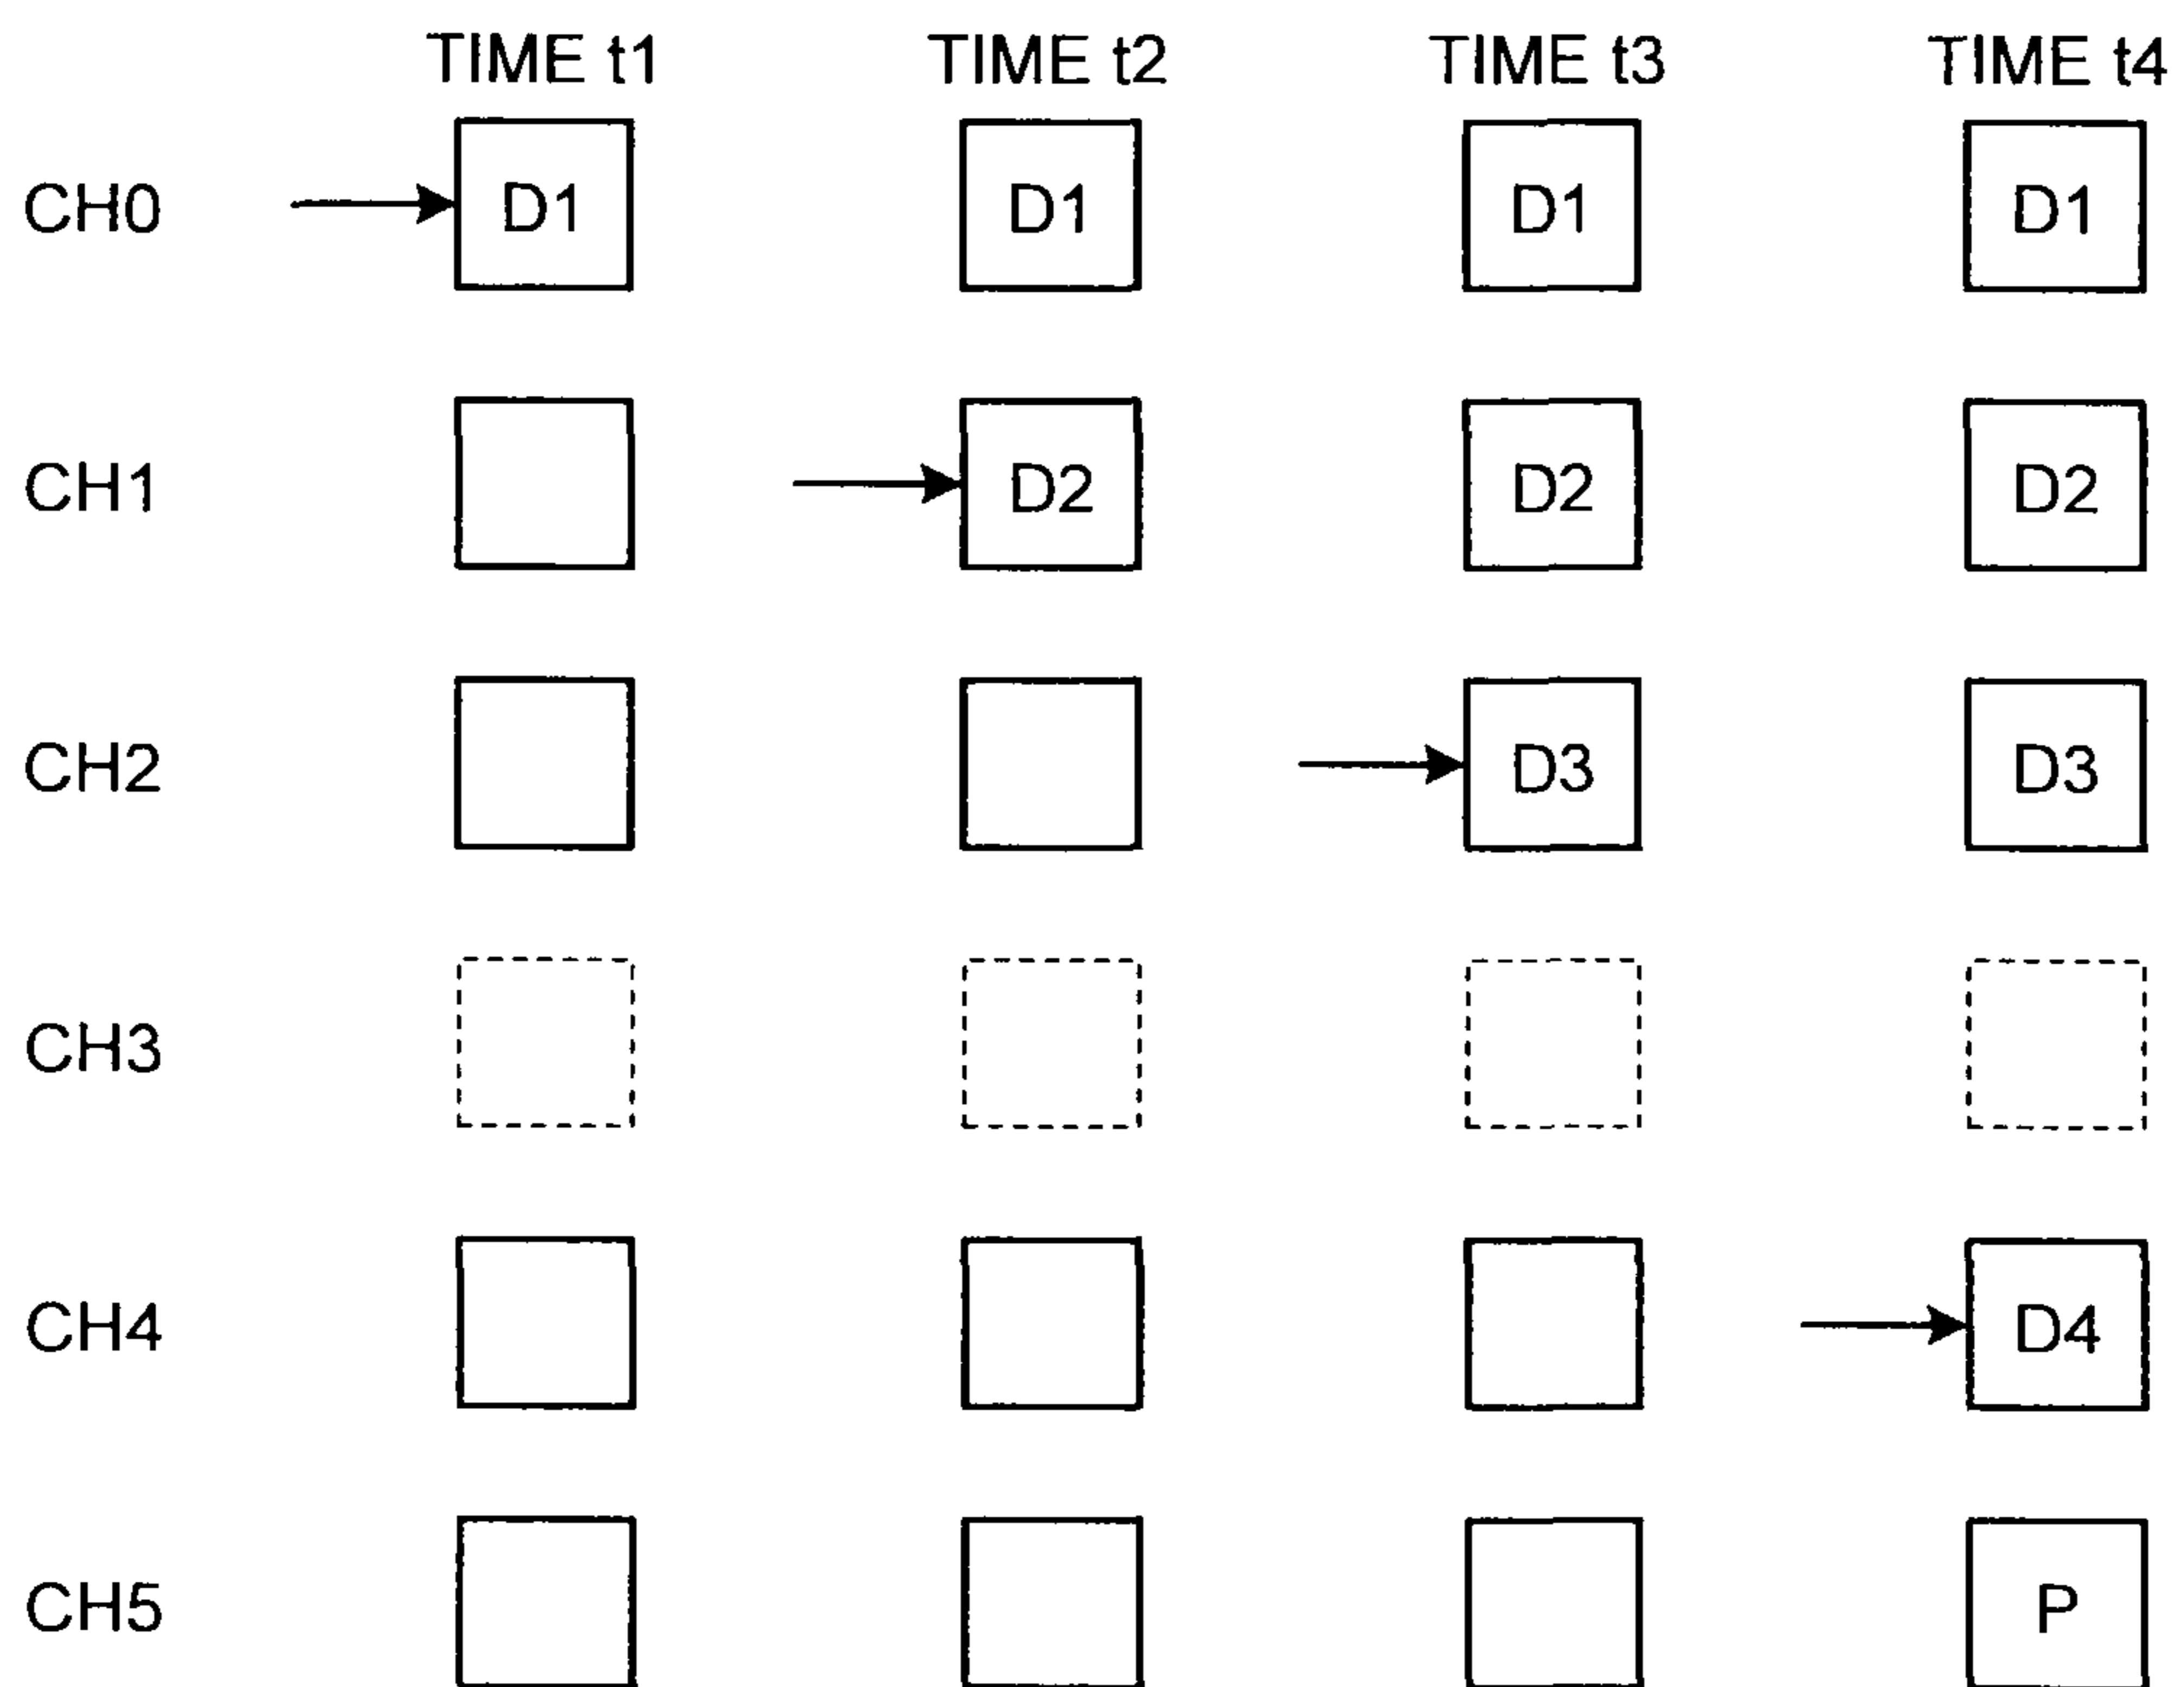 TIME t1 TIME t2 TIME t3 TIME t4
CH0 D1 D1 D1 D1
CH1 D2 D2 D2
CH2 D3 D3
CH3
CH4 D4
CH5 P